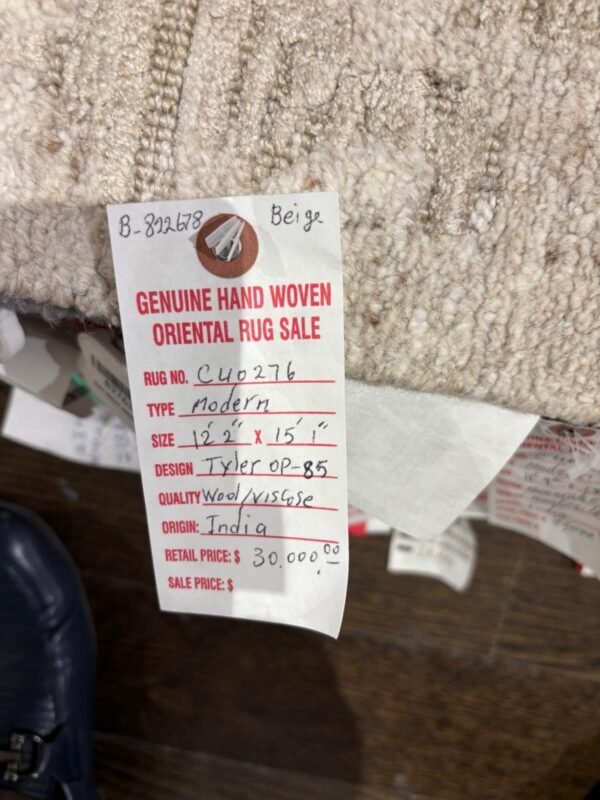 B-822678 Beige
GENUINE HAND WOVEN
ORIENTAL RUG SALE
RUG NO. C40276
TYPE Modern
SIZE 12' 2" X 15' 1"
DESIGN Tyler OP-85
QUALITY Wool/viscose
ORIGIN: India
RETAIL PRICE: $ 30,000.00
SALE PRICE: $